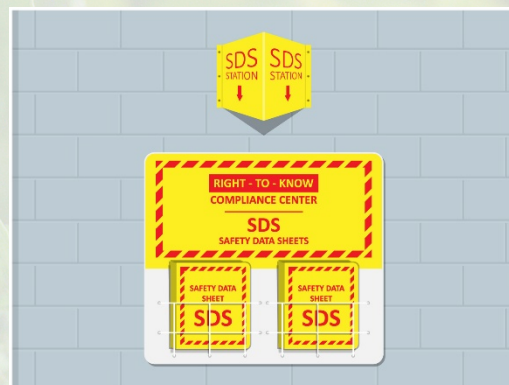 SDS
STATION
SDS
STATION
RIGHT - TO - KNOW
COMPLIANCE CENTER
SDS
SAFETY DATA SHEETS
SAFETY DATA
SHEET
SDS
SAFETY DATA
SHEET
SDS